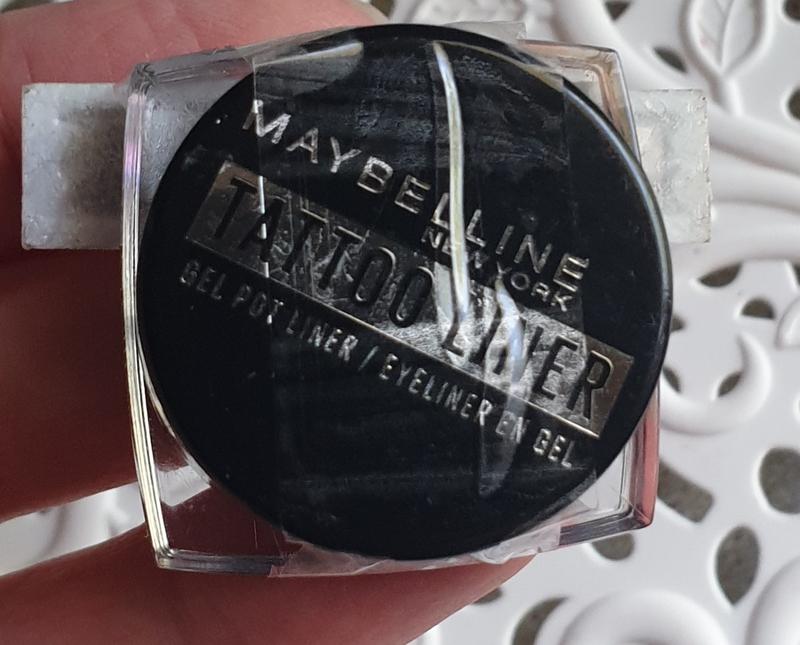 MAYBELLINE
NEW YORK
TATTOO LINER
GEL POT LINER / EYELINER EN GEL